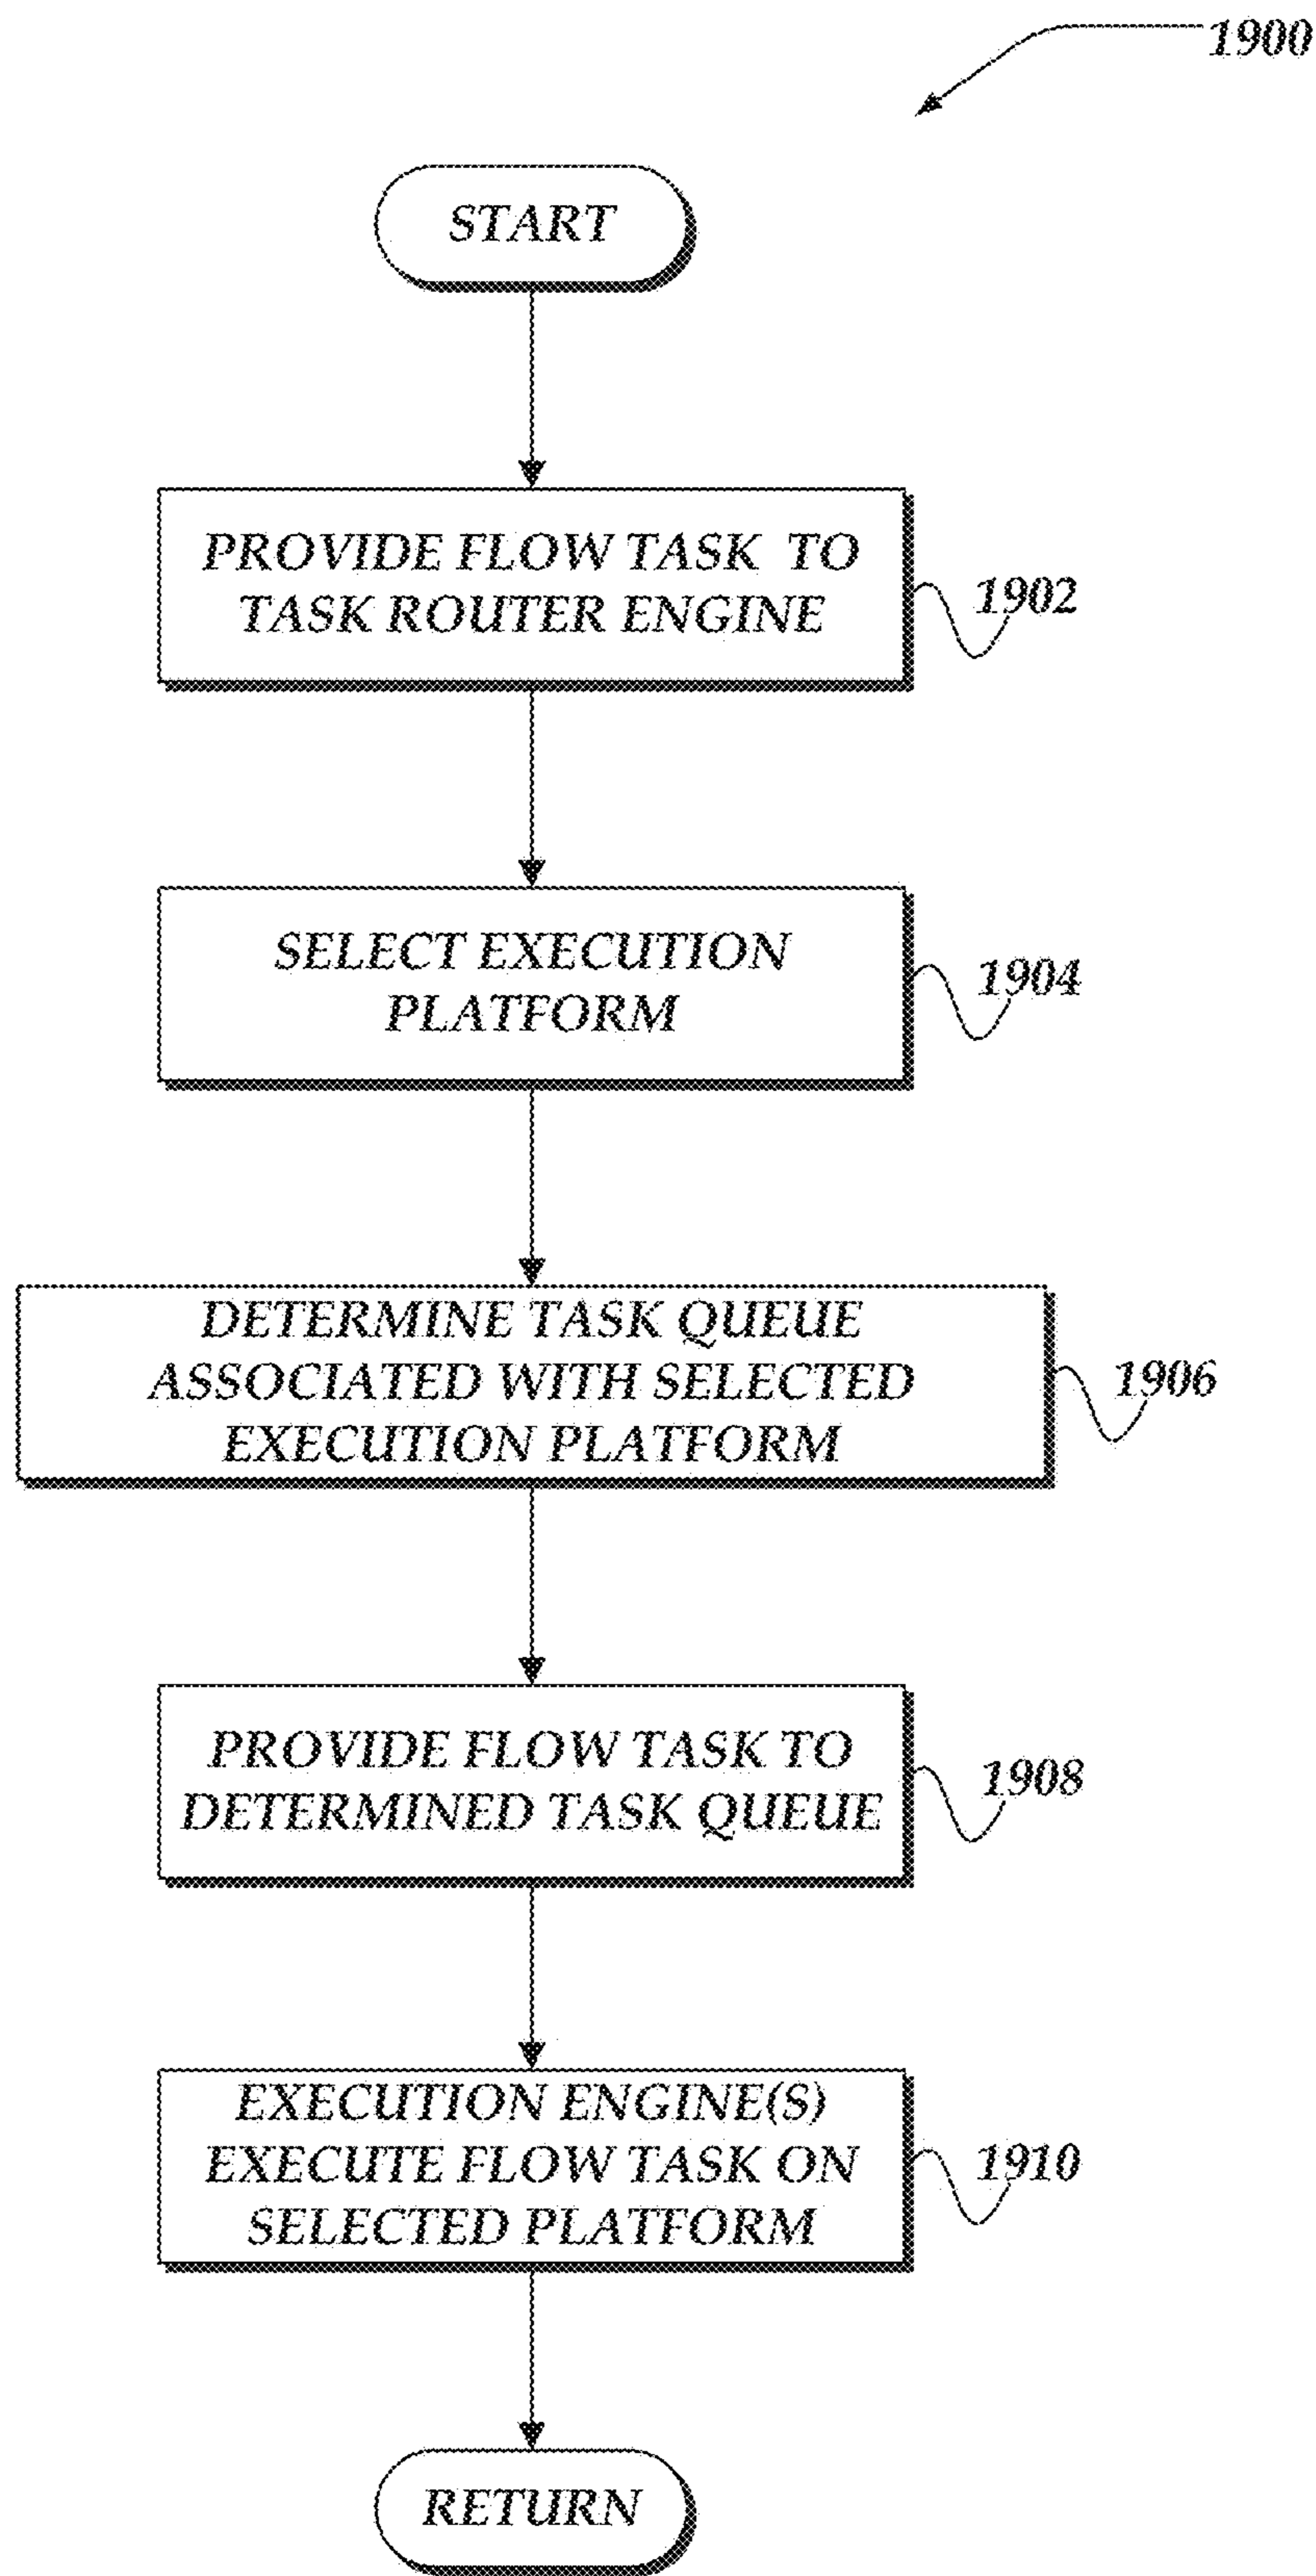 1900
START
PROVIDE FLOW TASK TO
TASK ROUTER ENGINE
1902
SELECT EXECUTION
PLATFORM
1904
DETERMINE TASK QUEUE
ASSOCIATED WITH SELECTED
EXECUTION PLATFORM
1906
PROVIDE FLOW TASK TO
DETERMINED TASK QUEUE
1908
EXECUTION ENGINE(S)
EXECUTE FLOW TASK ON
SELECTED PLATFORM
1910
RETURN